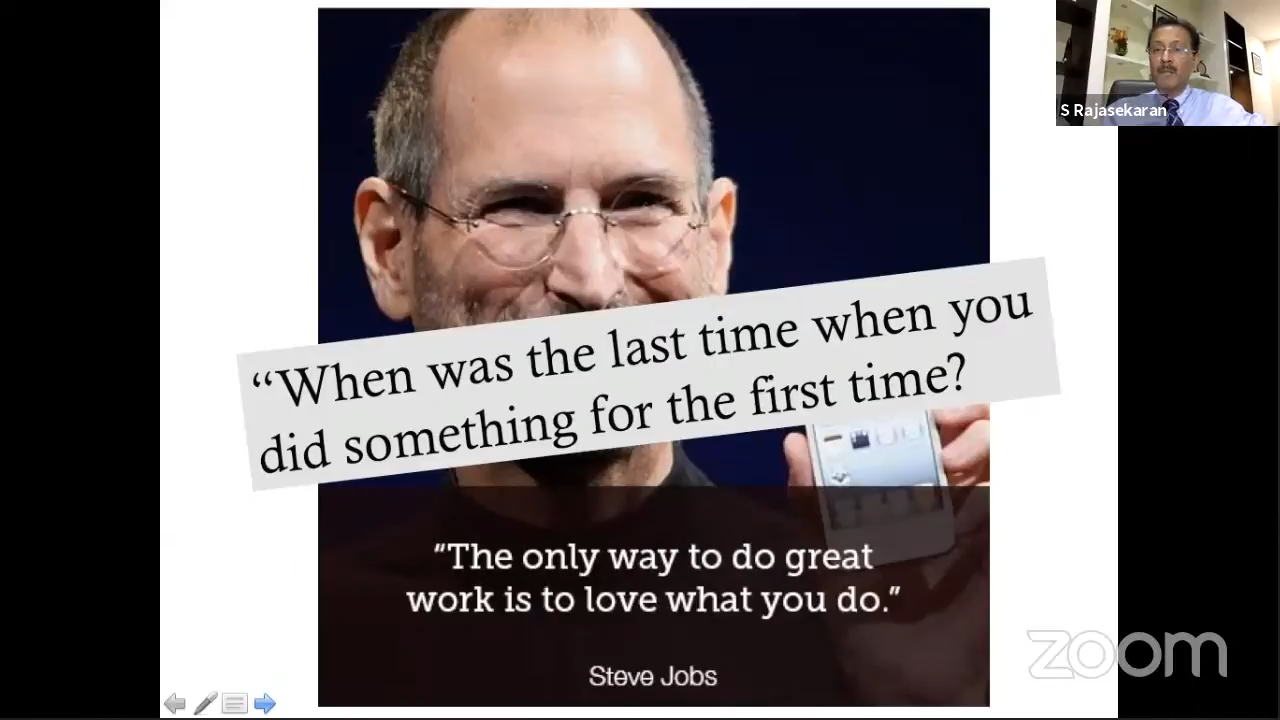 S Rajasekaran
“When was the last time when you
did something for the first time?
“The only way to do great
work is to love what you do.”
Steve Jobs
zoom